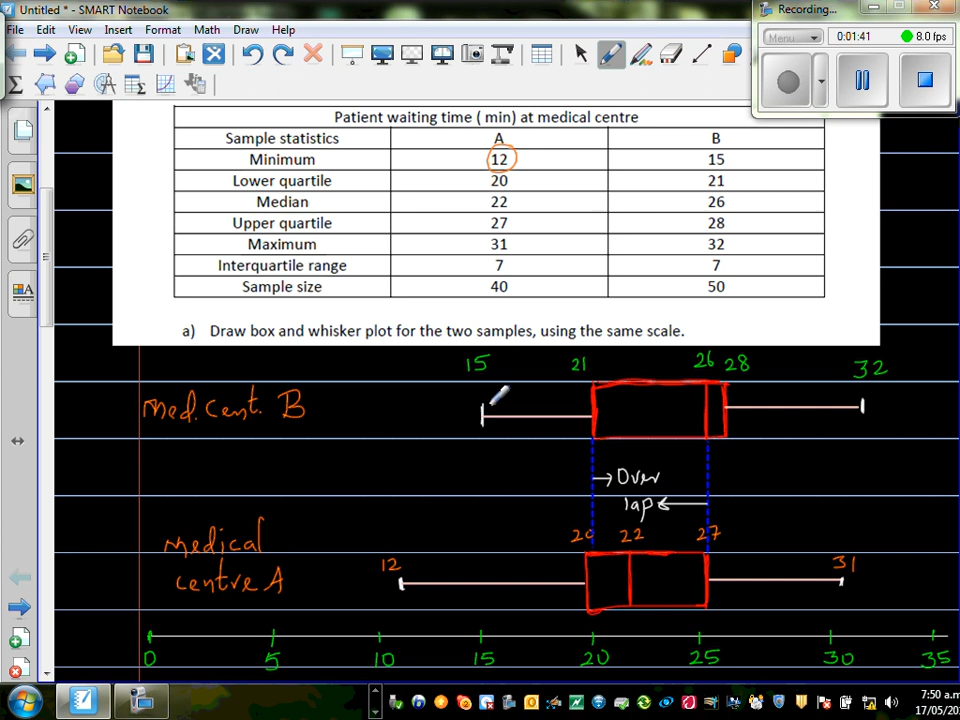 Untitled * - SMART Notebook
Recording...
File Edit View Insert Format Math Draw Help
Menu
0:01:41
8.0 fps
Patient waiting time ( min) at medical centre
Sample statistics A B
Minimum 12 15
Lower quartile 20 21
Median 22 26
Upper quartile 27 28
Maximum 31 32
Interquartile range 7 7
Sample size 40 50
a) Draw box and whisker plot for the two samples, using the same scale.
15 21 26 28 32
Med.Cent. B
Over
lap
20 22 27
Medical
centre A
12 31
0 5 10 15 20 25 30 35
7:50 a.m
17/05/20